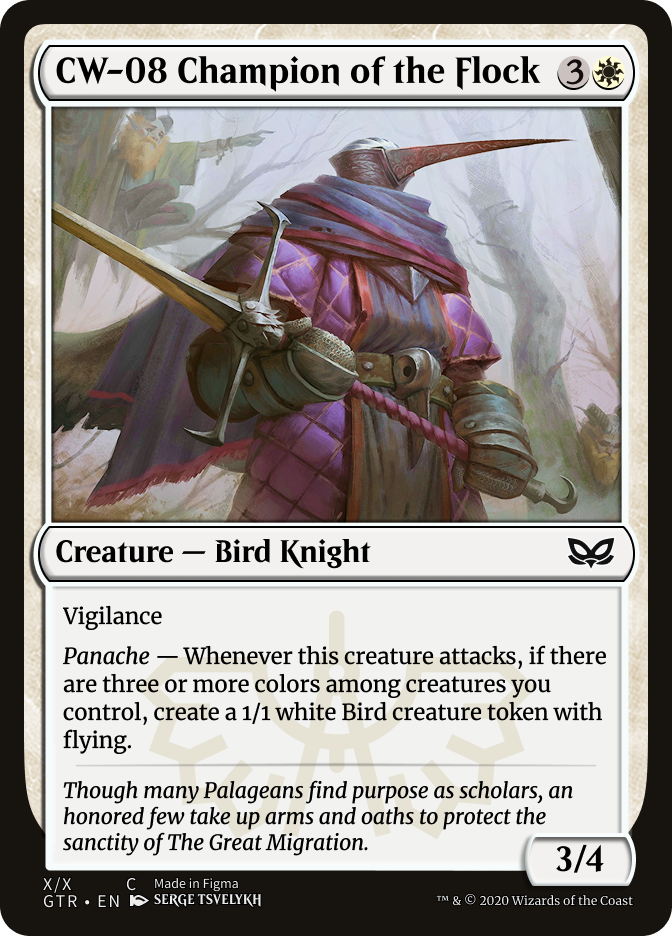 CW-08 Champion of the Flock 3
Creature — Bird Knight
Vigilance
Panache — Whenever this creature attacks, if there
are three or more colors among creatures you
control, create a 1/1 white Bird creature token with
flying.
Though many Palageans find purpose as scholars, an
honored few take up arms and oaths to protect the
sanctity of The Great Migration.
3/4
X/X C Made in Figma
GTR • EN SERGE TSVELYKH
™ & © 2020 Wizards of the Coast